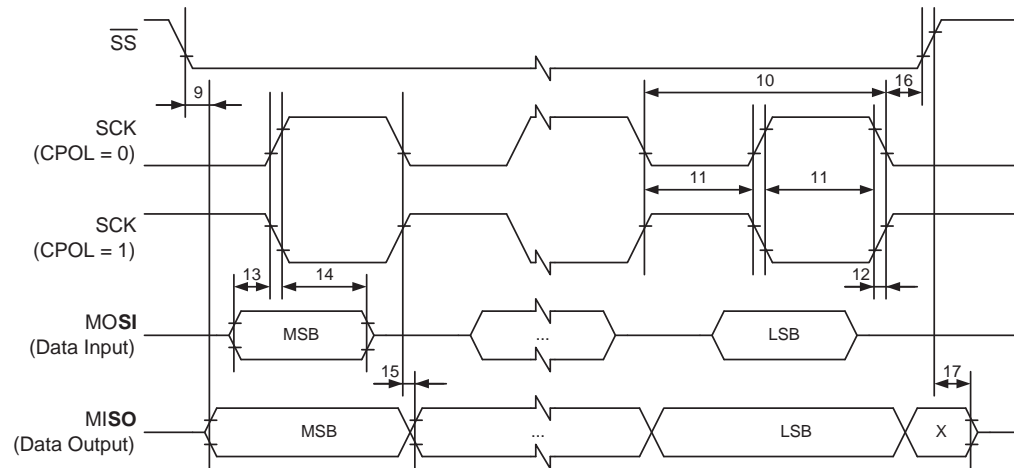 SS
9
10
16
SCK
(CPOL = 0)
11
11
SCK
(CPOL = 1)
13
14
12
MOSI
(Data Input)
MSB
...
LSB
15
17
MISO
(Data Output)
MSB
...
LSB
X